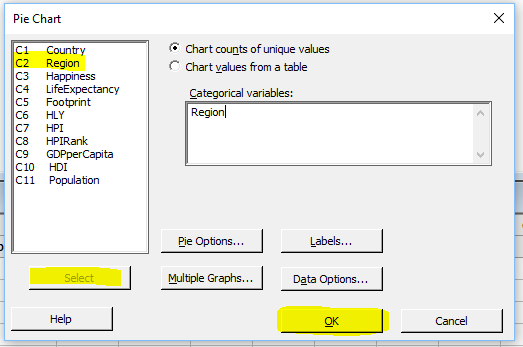 Pie Chart
C1 Country
C2 Region
C3 Happiness
C4 LifeExpectancy
C5 Footprint
C6 HLY
C7 HPI
C8 HPIRank
C9 GDPperCapita
C10 HDI
C11 Population
Chart counts of unique values
Chart values from a table
Categorical variables:
Region
Pie Options...
Labels...
Select
Multiple Graphs...
Data Options...
Help
OK
Cancel